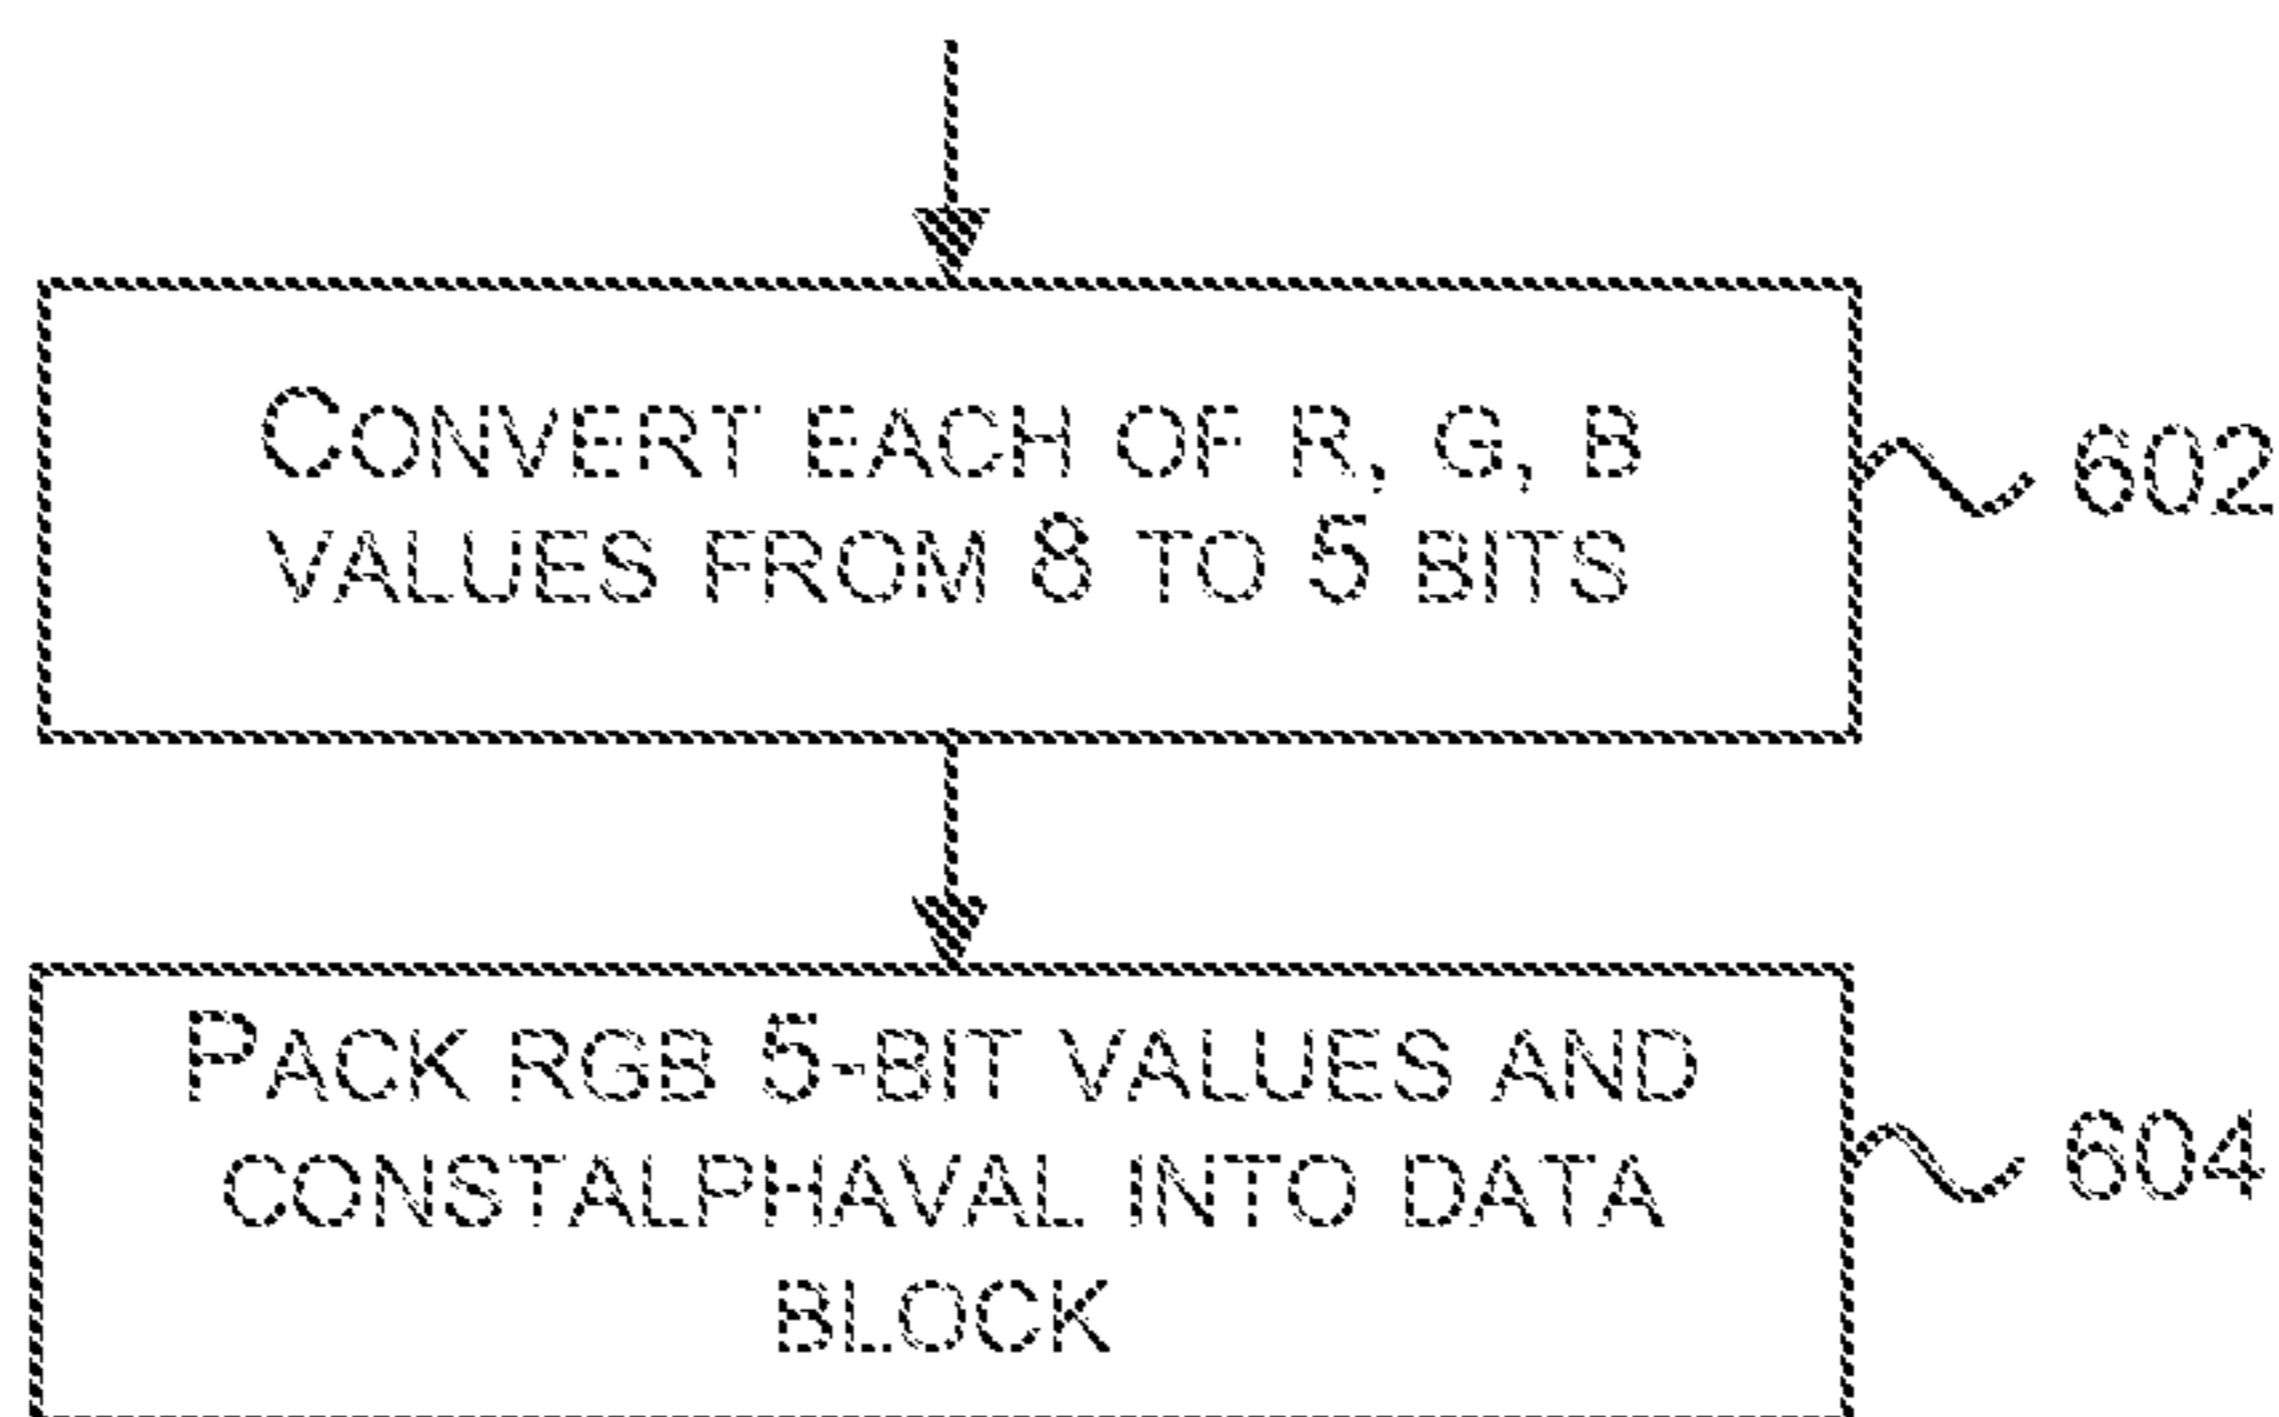 CONVERT EACH OF R, G, B
VALUES FROM 8 TO 5 BITS
602
PACK RGB 5-BIT VALUES AND
CONSTALPHAVAL INTO DATA
BLOCK
604